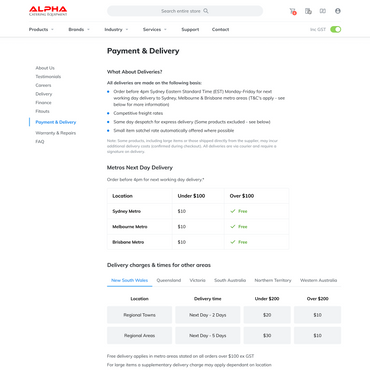 ALPHA
CATERING EQUIPMENT
Search entire store
Products
Brands
Industry
Services
Support
Contact
Inc GST
Payment & Delivery
About Us
Testimonials
Careers
Delivery
Finance
Fitouts
Payment & Delivery
Warranty & Repairs
FAQ
What About Deliveries?
All deliveries are made on the following basis:
Order before 4pm Sydney Eastern Standard Time (EST) Monday-Friday for next
working day delivery to Sydney, Melbourne & Brisbane metro areas (T&C's apply - see
below for more information)
Competitive freight rates
Same day despatch for express delivery (Some products excluded - see below)
Small item satchel rate automatically offered where possible
Note: Some products, including large items or those shipped directly from the supplier, may incur
additional delivery costs (confirmed during checkout). All deliveries are via courier and require a
signature on delivery.
Metros Next Day Delivery
Order before 4pm for next working day delivery.*
Location Under $100 Over $100
Sydney Metro $10 Free
Melbourne Metro $10 Free
Brisbane Metro $10 Free
Delivery charges & times for other areas
New South Wales Queensland Victoria South Australia Northern Territory Western Australia
Location Delivery time Under $200 Over $200
Regional Towns Next Day - 2 Days $20 $10
Regional Areas Next Day - 5 Days $30 $10
Free delivery applies in metro areas stated on all orders over $100 ex GST
For large items a supplementary delivery charge may apply dependent on location